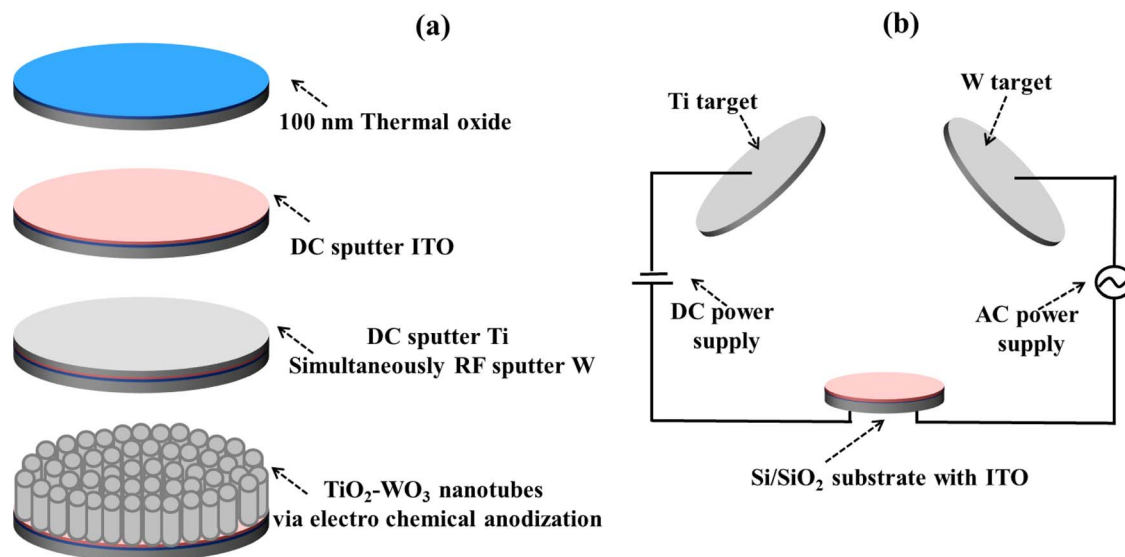 (a)
100 nm Thermal oxide
DC sputter ITO
DC sputter Ti
Simultaneously RF sputter W
TiO₂-WO₃ nanotubes
via electro chemical anodization
(b)
Ti target
W target
DC power
supply
AC power
supply
Si/SiO₂ substrate with ITO